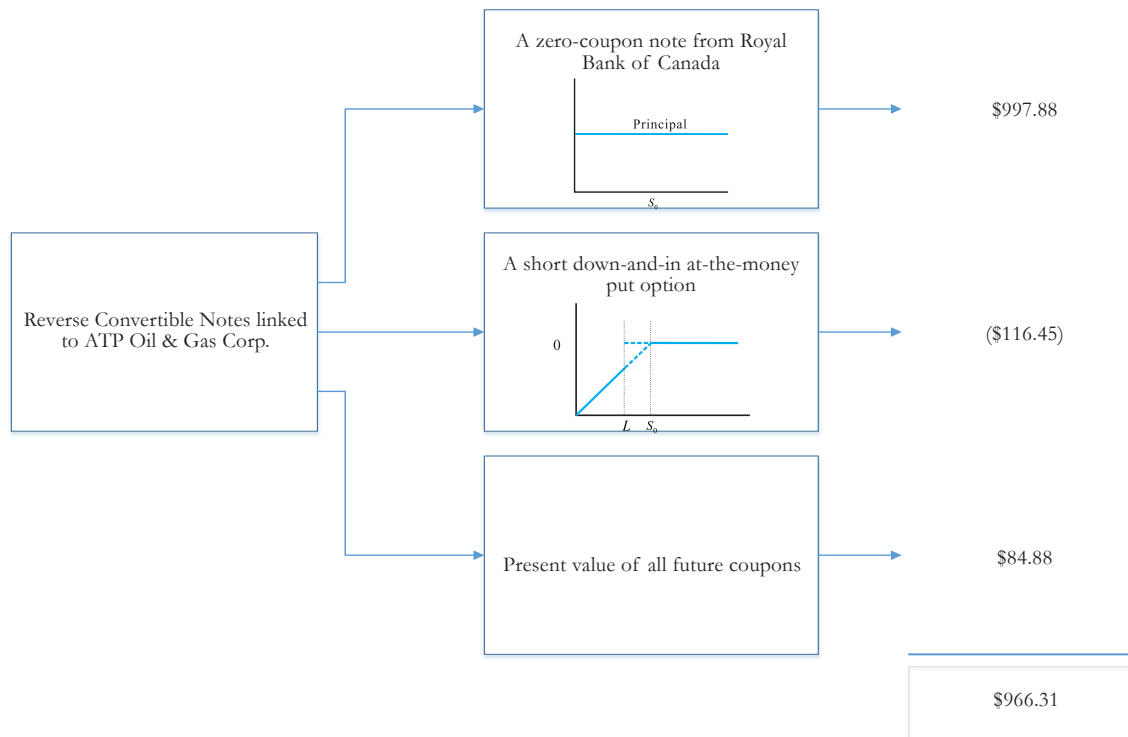 A zero-coupon note from Royal
Bank of Canada
Principal
S₀
$997.88
Reverse Convertible Notes linked
to ATP Oil & Gas Corp.
A short down-and-in at-the-money
put option
0
L S₀
($116.45)
Present value of all future coupons
$84.88
$966.31